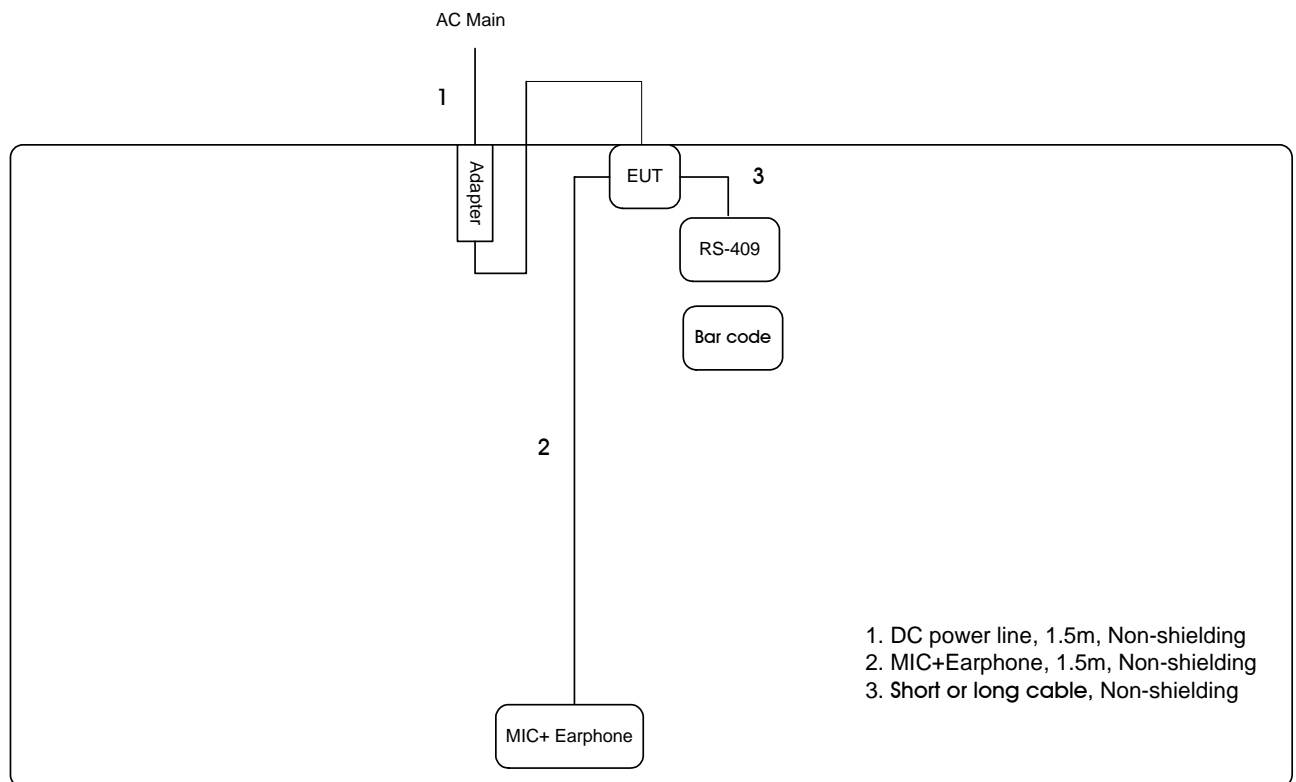 AC Main
1
Adapter
EUT
3
RS-409
Bar code
2
1. DC power line, 1.5m, Non-shielding
2. MIC+Earphone, 1.5m, Non-shielding
3. Short or long cable, Non-shielding
MIC+ Earphone